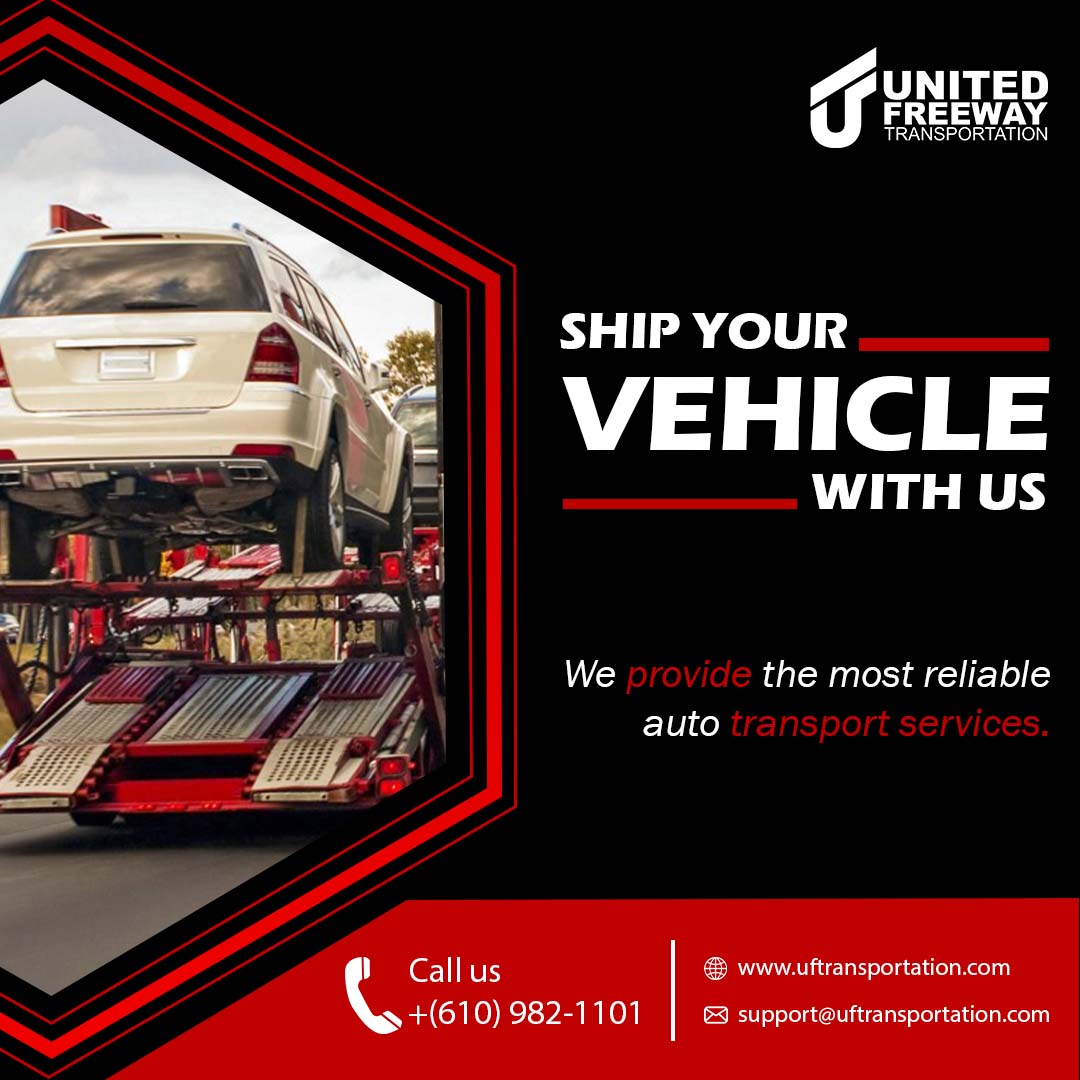 UNITED
FREEWAY
TRANSPORTATION
SHIP YOUR
VEHICLE
WITH US
We provide the most reliable
auto transport services.
Call us
+(610) 982-1101
www.uftransportation.com
support@uftransportation.com